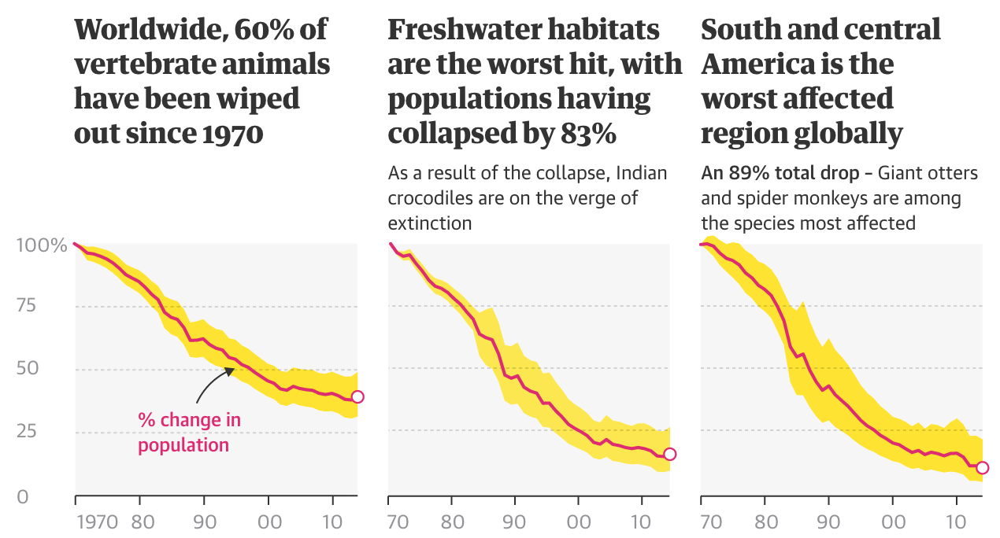 Worldwide, 60% of
vertebrate animals
have been wiped
out since 1970
Freshwater habitats
are the worst hit, with
populations having
collapsed by 83%
As a result of the collapse, Indian
crocodiles are on the verge of
extinction
South and central
America is the
worst affected
region globally
An 89% total drop – Giant otters
and spider monkeys are among
the species most affected
100%
75
50
25
0
% change in
population
1970 80 90 00 10
70 80 90 00 10
70 80 90 00 10